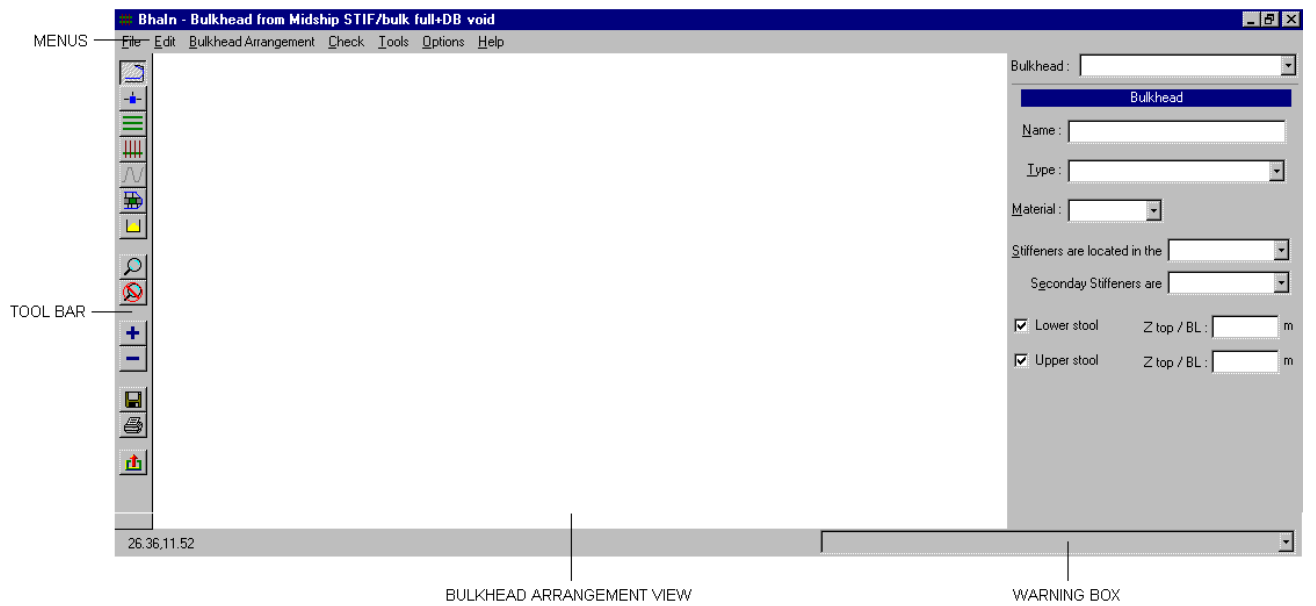 BhaIn - Bulkhead from Midship STIF/bulk full+DB void
MENUS
File Edit Bulkhead Arrangement Check Tools Options Help
Bulkhead :
Bulkhead
Name :
Type :
Material :
Stiffeners are located in the
Seconday Stiffeners are
TOOL BAR
Lower stool Z top / BL : m
Upper stool Z top / BL : m
26.36,11.52
BULKHEAD ARRANGEMENT VIEW WARNING BOX